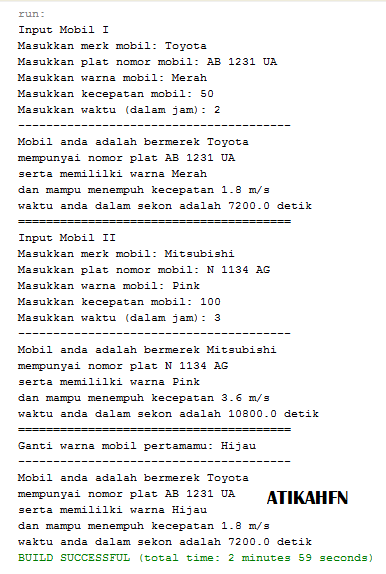 run:
Input Mobil I
Masukkan merk mobil: Toyota
Masukkan plat nomor mobil: AB 1231 UA
Masukkan warna mobil: Merah
Masukkan kecepatan mobil: 50
Masukkan waktu (dalam jam): 2
---------------------------------------
Mobil anda adalah bermerek Toyota
mempunyai nomor plat AB 1231 UA
serta memililki warna Merah
dan mampu menempuh kecepatan 1.8 m/s
waktu anda dalam sekon adalah 7200.0 detik
=======================================
Input Mobil II
Masukkan merk mobil: Mitsubishi
Masukkan plat nomor mobil: N 1134 AG
Masukkan warna mobil: Pink
Masukkan kecepatan mobil: 100
Masukkan waktu (dalam jam): 3
---------------------------------------
Mobil anda adalah bermerek Mitsubishi
mempunyai nomor plat N 1134 AG
serta memililki warna Pink
dan mampu menempuh kecepatan 3.6 m/s
waktu anda dalam sekon adalah 10800.0 detik
=======================================
Ganti warna mobil pertamamu: Hijau
---------------------------------------
Mobil anda adalah bermerek Toyota
mempunyai nomor plat AB 1231 UA
ATIKAHFN
serta memililki warna Hijau
dan mampu menempuh kecepatan 1.8 m/s
waktu anda dalam sekon adalah 7200.0 detik
BUILD SUCCESSFUL (total time: 2 minutes 59 seconds)